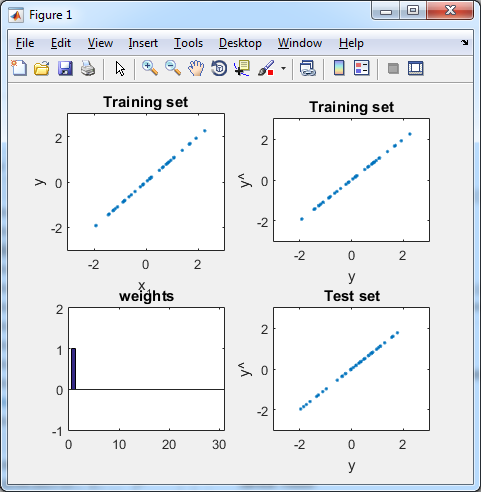 Figure 1
File Edit View Insert Tools Desktop Window Help
Training set
2
0
-2
y
-2 0 2
x
Training set
2
0
-2
y^
-2 0 2
y
weights
2
1
0
-1
0 10 20 30
Test set
2
0
-2
y^
-2 0 2
y